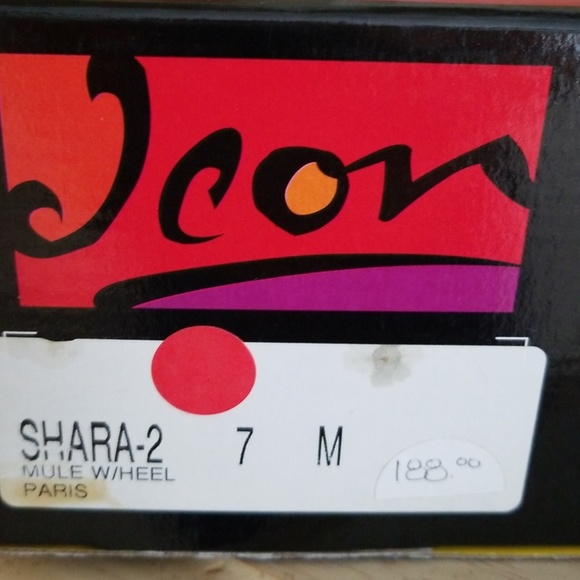 Icon
SHARA-2 7 M
MULE W/HEEL
PARIS
188.00